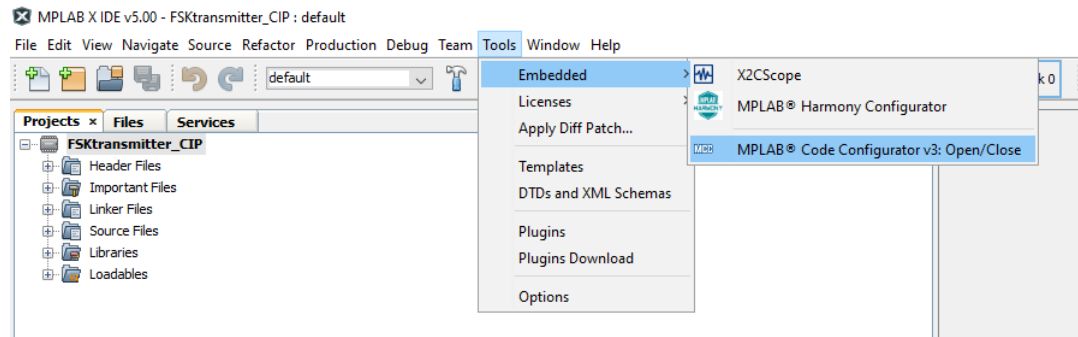 MPLAB X IDE v5.00 - FSKtransmitter_CIP : default
File Edit View Navigate Source Refactor Production Debug Team Tools Window Help
default
k 0
Embedded
Licenses
Apply Diff Patch...
Templates
DTDs and XML Schemas
Plugins
Plugins Download
Options
X2CScope
MPLAB® Harmony Configurator
MPLAB® Code Configurator v3: Open/Close
Projects × Files Services
FSKtransmitter_CIP
Header Files
Important Files
Linker Files
Source Files
Libraries
Loadables